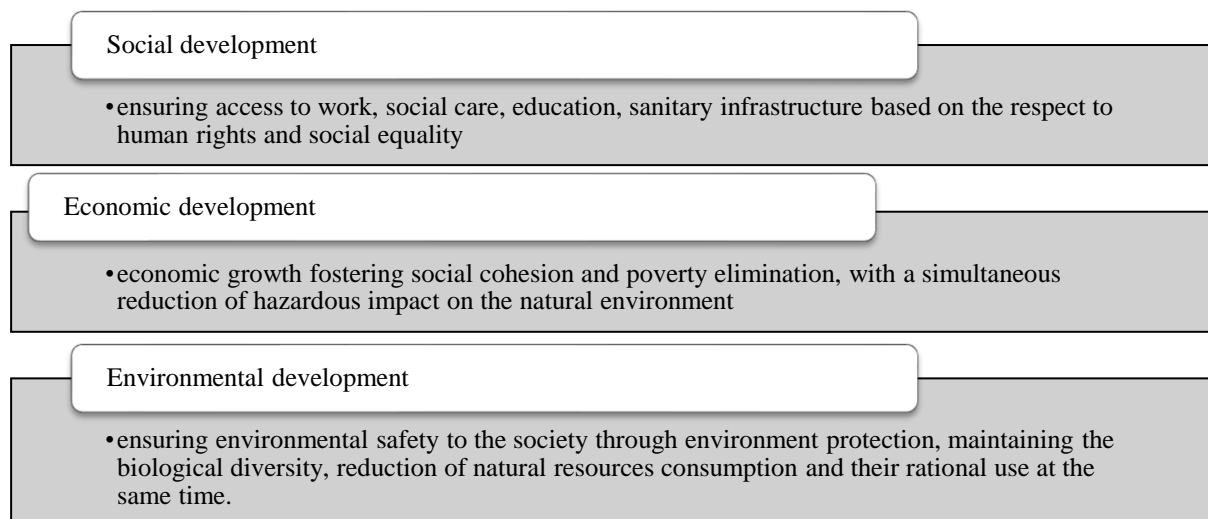 Social development
•ensuring access to work, social care, education, sanitary infrastructure based on the respect to
human rights and social equality
Economic development
•economic growth fostering social cohesion and poverty elimination, with a simultaneous
reduction of hazardous impact on the natural environment
Environmental development
•ensuring environmental safety to the society through environment protection, maintaining the
biological diversity, reduction of natural resources consumption and their rational use at the
same time.